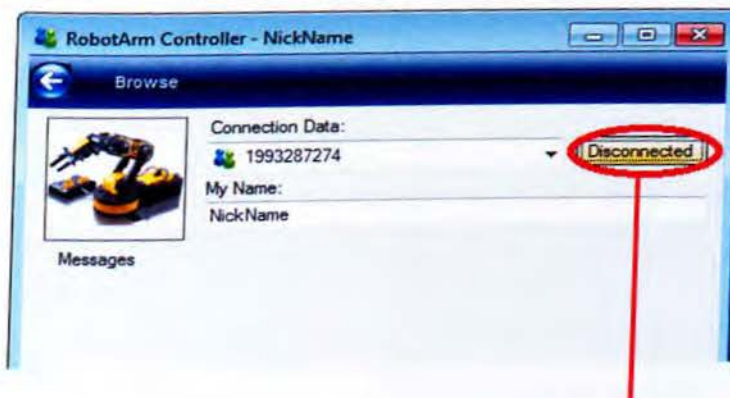 RobotArm Controller - NickName
Browse
Connection Data:
1993287274
Disconnected
My Name:
NickName
Messages